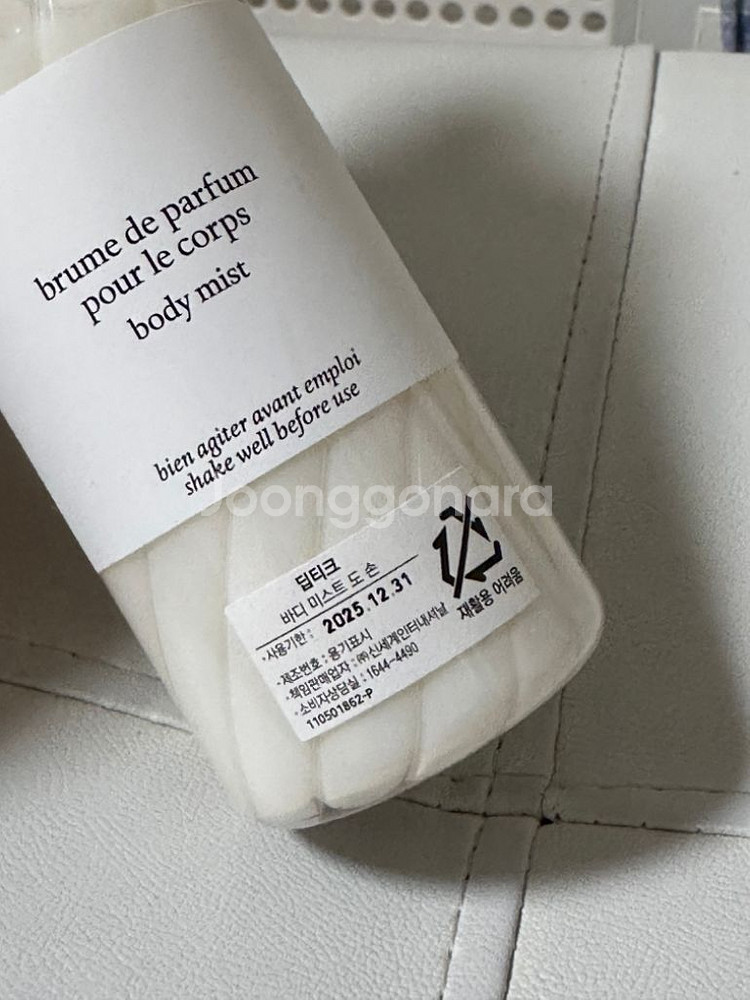 brume de parfum
pour le corps
body mist
bien agiter avant emploi
shake well before use
Joonggonara
딥티크
바디 미스트 도 손
•사용기한 : 2025.12.31
•제조번호 : 용기표시
•책임판매업자 : ㈜신세계인터내셔날
•소비자상담실 : 1644-4490
110501862-P
재활용 어려움